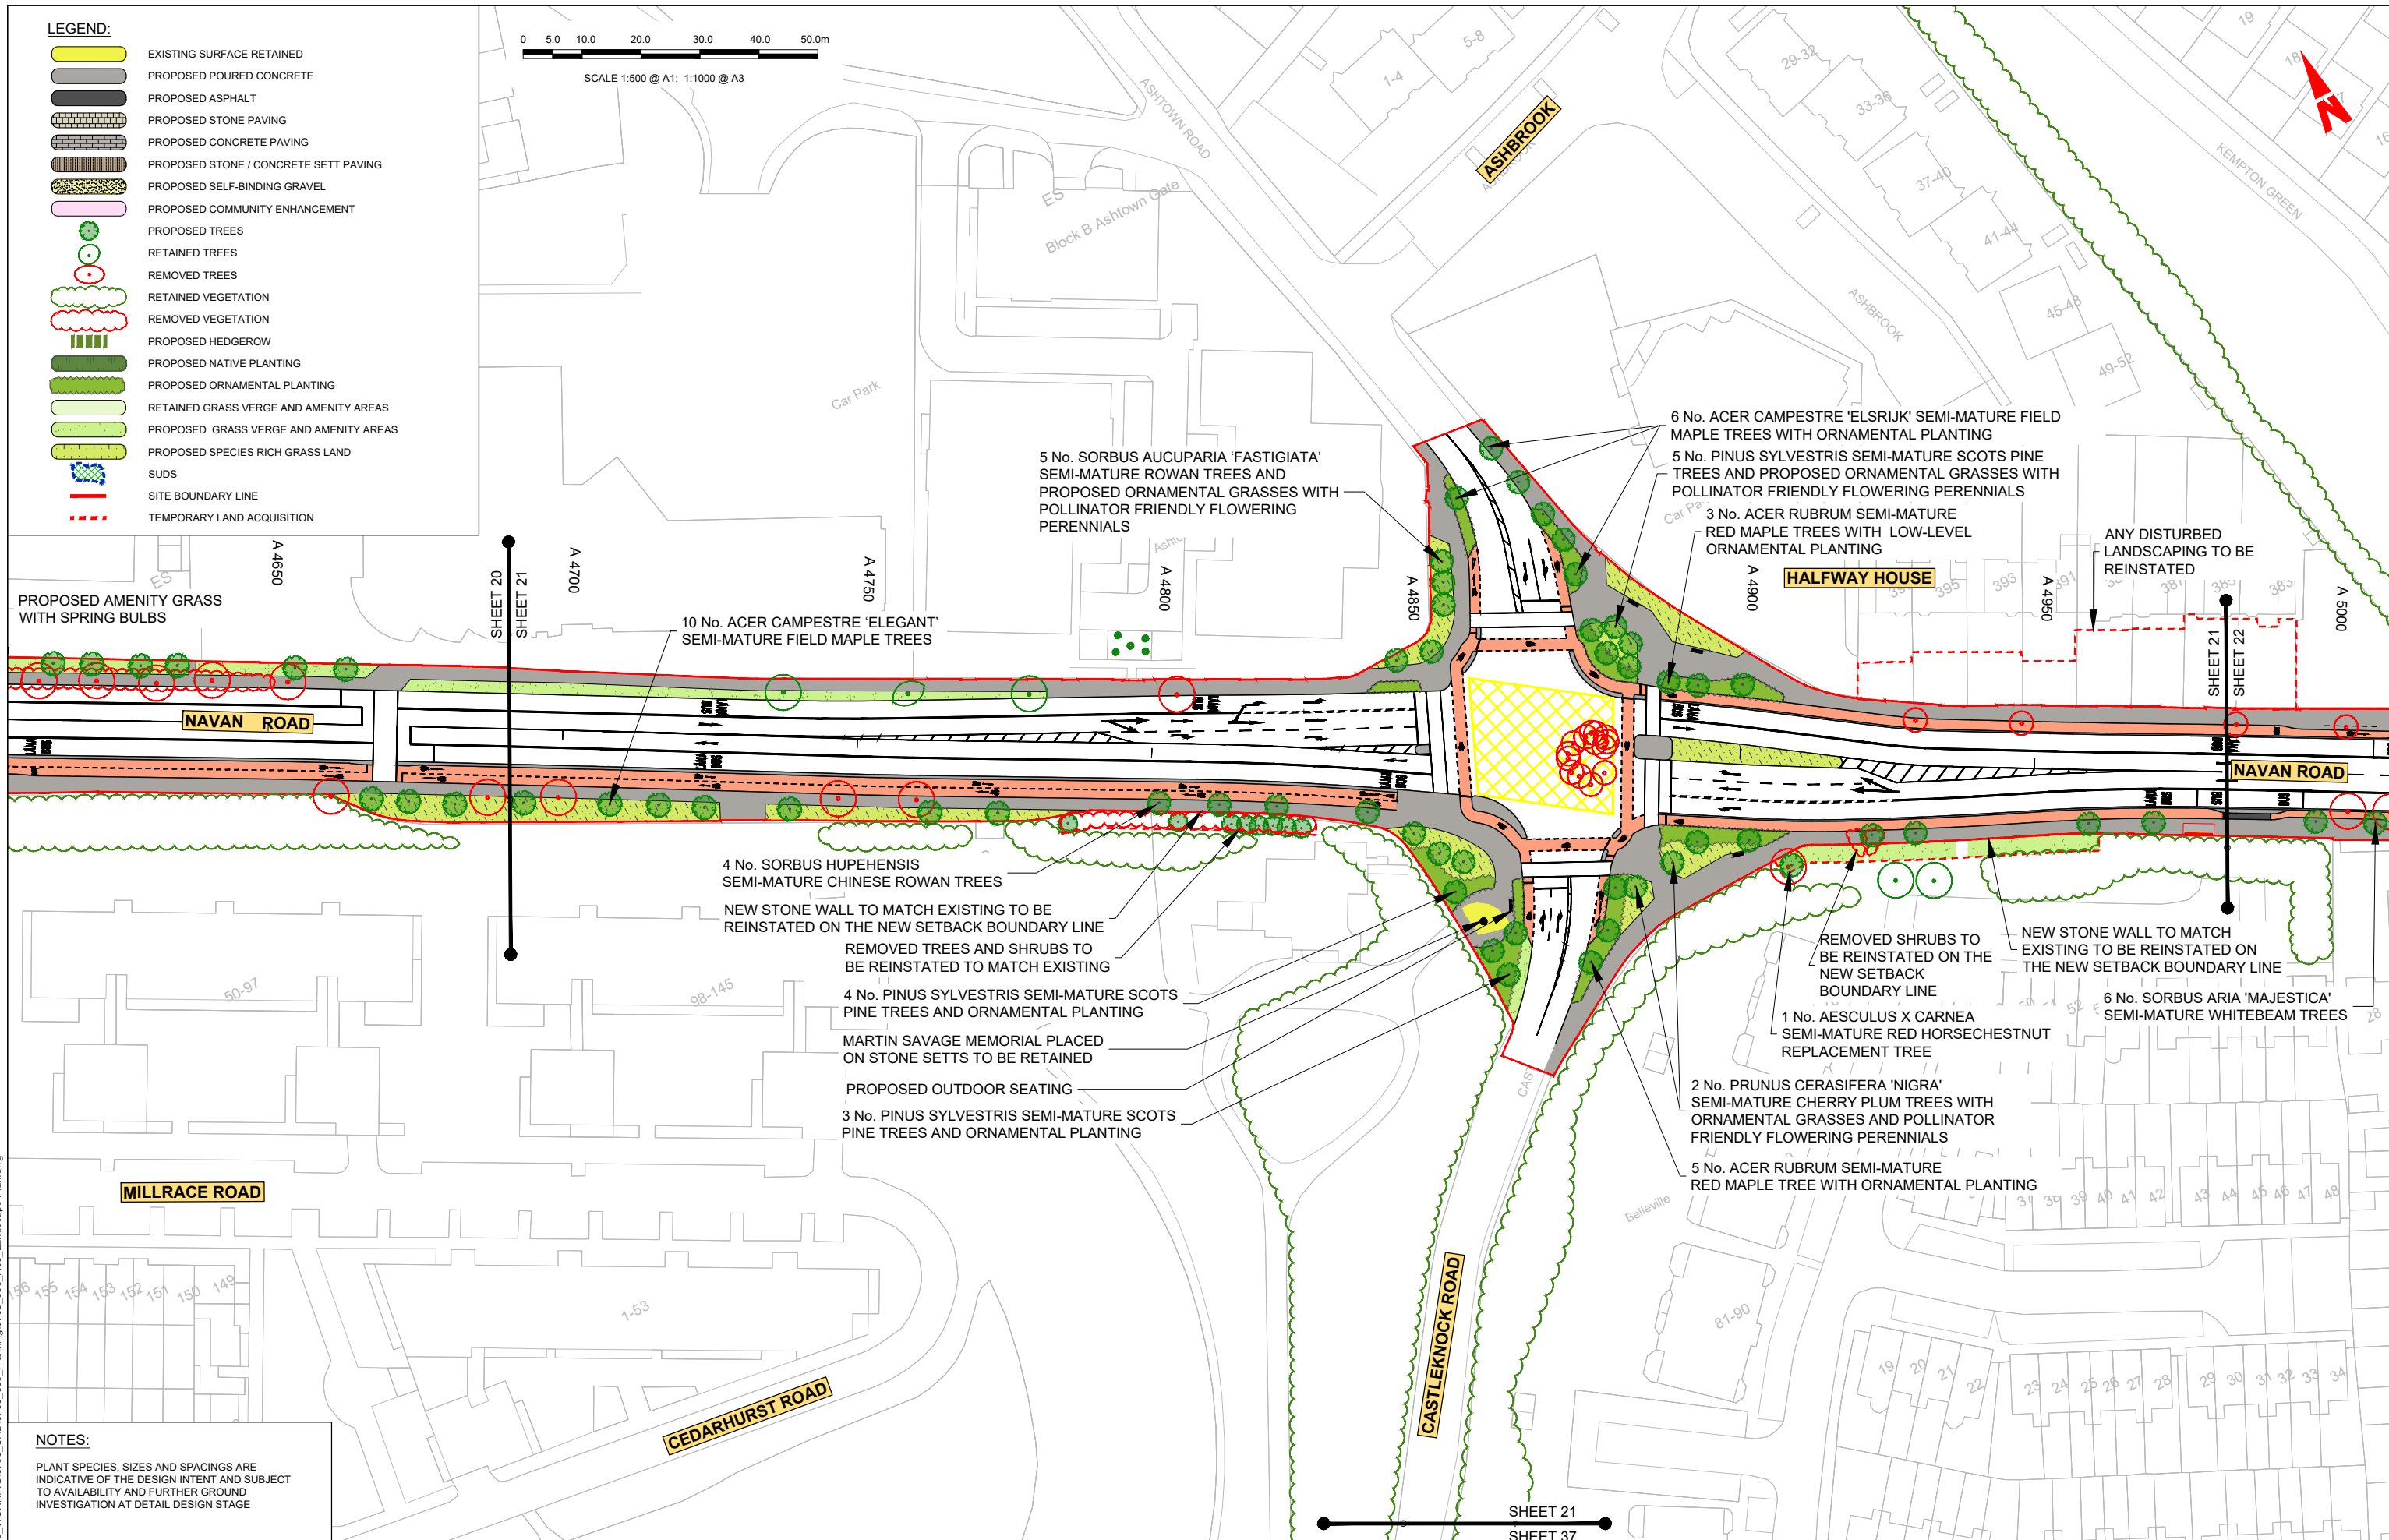 LEGEND:
EXISTING SURFACE RETAINED
PROPOSED POURED CONCRETE
PROPOSED ASPHALT
PROPOSED STONE PAVING
PROPOSED CONCRETE PAVING
PROPOSED STONE / CONCRETE SETT PAVING
PROPOSED SELF-BINDING GRAVEL
PROPOSED COMMUNITY ENHANCEMENT
PROPOSED TREES
RETAINED TREES
REMOVED TREES
RETAINED VEGETATION
REMOVED VEGETATION
PROPOSED HEDGEROW
PROPOSED NATIVE PLANTING
PROPOSED ORNAMENTAL PLANTING
RETAINED GRASS VERGE AND AMENITY AREAS
PROPOSED GRASS VERGE AND AMENITY AREAS
PROPOSED SPECIES RICH GRASS LAND
SUDS
SITE BOUNDARY LINE
TEMPORARY LAND ACQUISITION
0 5.0 10.0 20.0 30.0 40.0 50.0m
SCALE 1:500 @ A1; 1:1000 @ A3
ASHTOWN ROAD
1-4
5-8
ASHBROOK
29-32
33-36
37-40
41-44
45-48
49-52
ASHBROOK
19
18
16
N
KEMPTON GREEN
ES
Block B Ashtown Gate
Car Park
5 No. SORBUS AUCUPARIA ‘FASTIGIATA’
SEMI-MATURE ROWAN TREES AND
PROPOSED ORNAMENTAL GRASSES WITH
POLLINATOR FRIENDLY FLOWERING
PERENNIALS
6 No. ACER CAMPESTRE 'ELSRIJK' SEMI-MATURE FIELD
MAPLE TREES WITH ORNAMENTAL PLANTING
5 No. PINUS SYLVESTRIS SEMI-MATURE SCOTS PINE
TREES AND PROPOSED ORNAMENTAL GRASSES WITH
POLLINATOR FRIENDLY FLOWERING PERENNIALS
3 No. ACER RUBRUM SEMI-MATURE
RED MAPLE TREES WITH LOW-LEVEL
ORNAMENTAL PLANTING
HALFWAY HOUSE
ANY DISTURBED
LANDSCAPING TO BE
REINSTATED
395
393
391
387
385
383
ES
A 4650
A 4700
A 4750
A 4800
A 4850
A 4900
A 4950
A 5000
SHEET 20
SHEET 21
SHEET 21
SHEET 22
PROPOSED AMENITY GRASS
WITH SPRING BULBS
10 No. ACER CAMPESTRE ‘ELEGANT’
SEMI-MATURE FIELD MAPLE TREES
NAVAN ROAD
NAVAN ROAD
4 No. SORBUS HUPEHENSIS
SEMI-MATURE CHINESE ROWAN TREES
NEW STONE WALL TO MATCH EXISTING TO BE
REINSTATED ON THE NEW SETBACK BOUNDARY LINE
REMOVED TREES AND SHRUBS TO
BE REINSTATED TO MATCH EXISTING
4 No. PINUS SYLVESTRIS SEMI-MATURE SCOTS
PINE TREES AND ORNAMENTAL PLANTING
MARTIN SAVAGE MEMORIAL PLACED
ON STONE SETTS TO BE RETAINED
PROPOSED OUTDOOR SEATING
3 No. PINUS SYLVESTRIS SEMI-MATURE SCOTS
PINE TREES AND ORNAMENTAL PLANTING
REMOVED SHRUBS TO
BE REINSTATED ON THE
NEW SETBACK
BOUNDARY LINE
NEW STONE WALL TO MATCH
EXISTING TO BE REINSTATED ON
THE NEW SETBACK BOUNDARY LINE
6 No. SORBUS ARIA 'MAJESTICA'
SEMI-MATURE WHITEBEAM TREES
1 No. AESCULUS X CARNEA
SEMI-MATURE RED HORSECHESTNUT
REPLACEMENT TREE
2 No. PRUNUS CERASIFERA 'NIGRA'
SEMI-MATURE CHERRY PLUM TREES WITH
ORNAMENTAL GRASSES AND POLLINATOR
FRIENDLY FLOWERING PERENNIALS
5 No. ACER RUBRUM SEMI-MATURE
RED MAPLE TREE WITH ORNAMENTAL PLANTING
52
28
50-97
98-145
MILLRACE ROAD
156 155 154 153 152 151 150 149
1-53
CEDARHURST ROAD
CASTLEKNOCK ROAD
Belleville
81-90
37 38 39 40 41 42 43 44 45 46 47 48
19 20 21 22 23 24 25 26 27 28 29 30 31 32 33 34
SHEET 21
SHEET 37
NOTES:
PLANT SPECIES, SIZES AND SPACINGS ARE
INDICATIVE OF THE DESIGN INTENT AND SUBJECT
TO AVAILABILITY AND FURTHER GROUND
INVESTIGATION AT DETAIL DESIGN STAGE